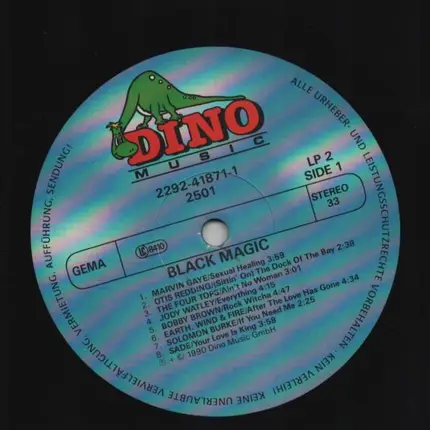 DINO
MUSIC
2292-41871-1
2501
LP 2
SIDE 1
GEMA
LC 8410
STEREO
33
BLACK MAGIC
1. MARVIN GAYE/Sexual Healing 3:59
2. OTIS REDDING/(Sittin' On) The Dock Of The Bay 2:38
3. THE FOUR TOPS/Ain't No Woman 3:01
4. JODY WATLEY/Everything 4:15
5. BOBBY BROWN/Rock Witcha 4:47
6. EARTH, WIND & FIRE/After The Love Has Gone 4:34
7. SOLOMON BURKE/If You Need Me 2:25
8. SADE/Your Love Is King 3:58
℗ + © 1990 Dino Music GmbH
ALLE URHEBER- UND LEISTUNGSSCHUTZRECHTE VORBEHALTEN. KEIN VERLEIH! KEINE UNERLAUBTE VERVIELFÄLTIGUNG, VERMIETUNG, AUFFÜHRUNG, SENDUNG!